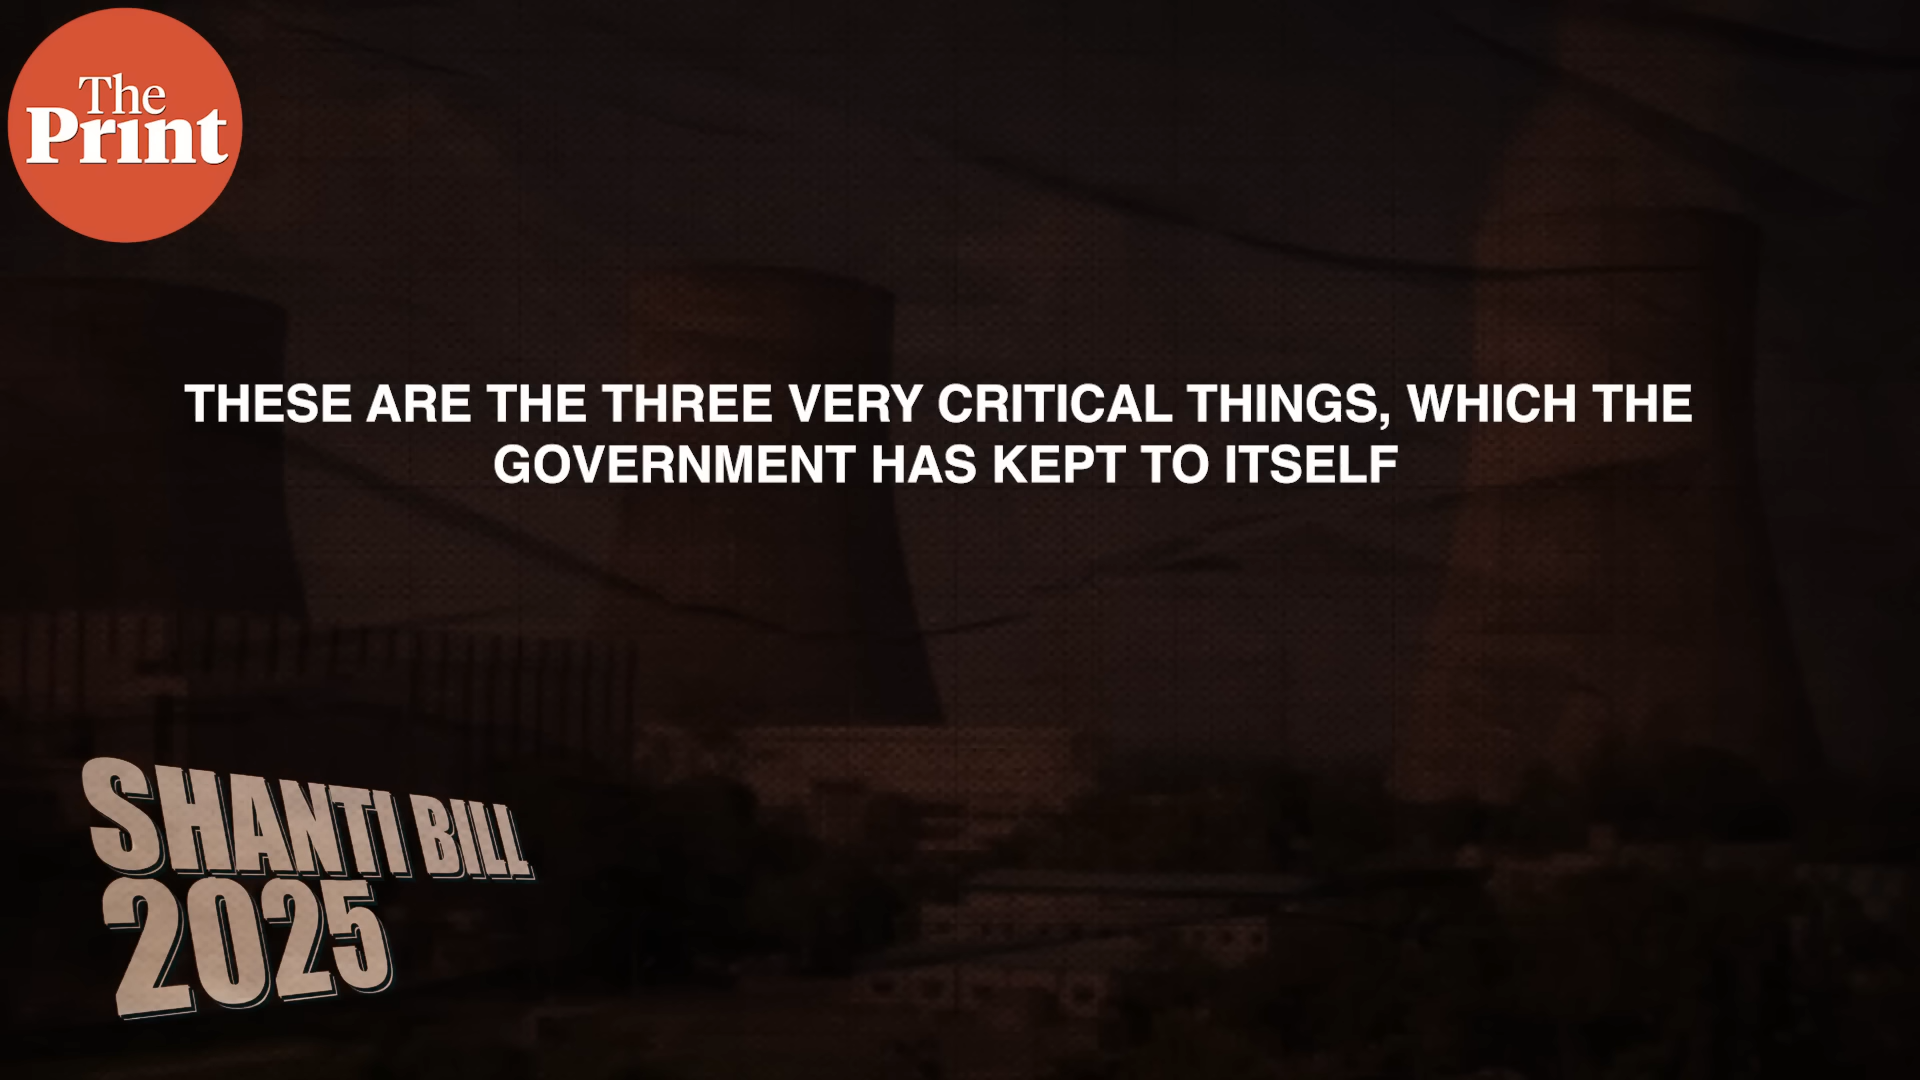 The
Print
THESE ARE THE THREE VERY CRITICAL THINGS, WHICH THE
GOVERNMENT HAS KEPT TO ITSELF
SHANTI BILL
2025